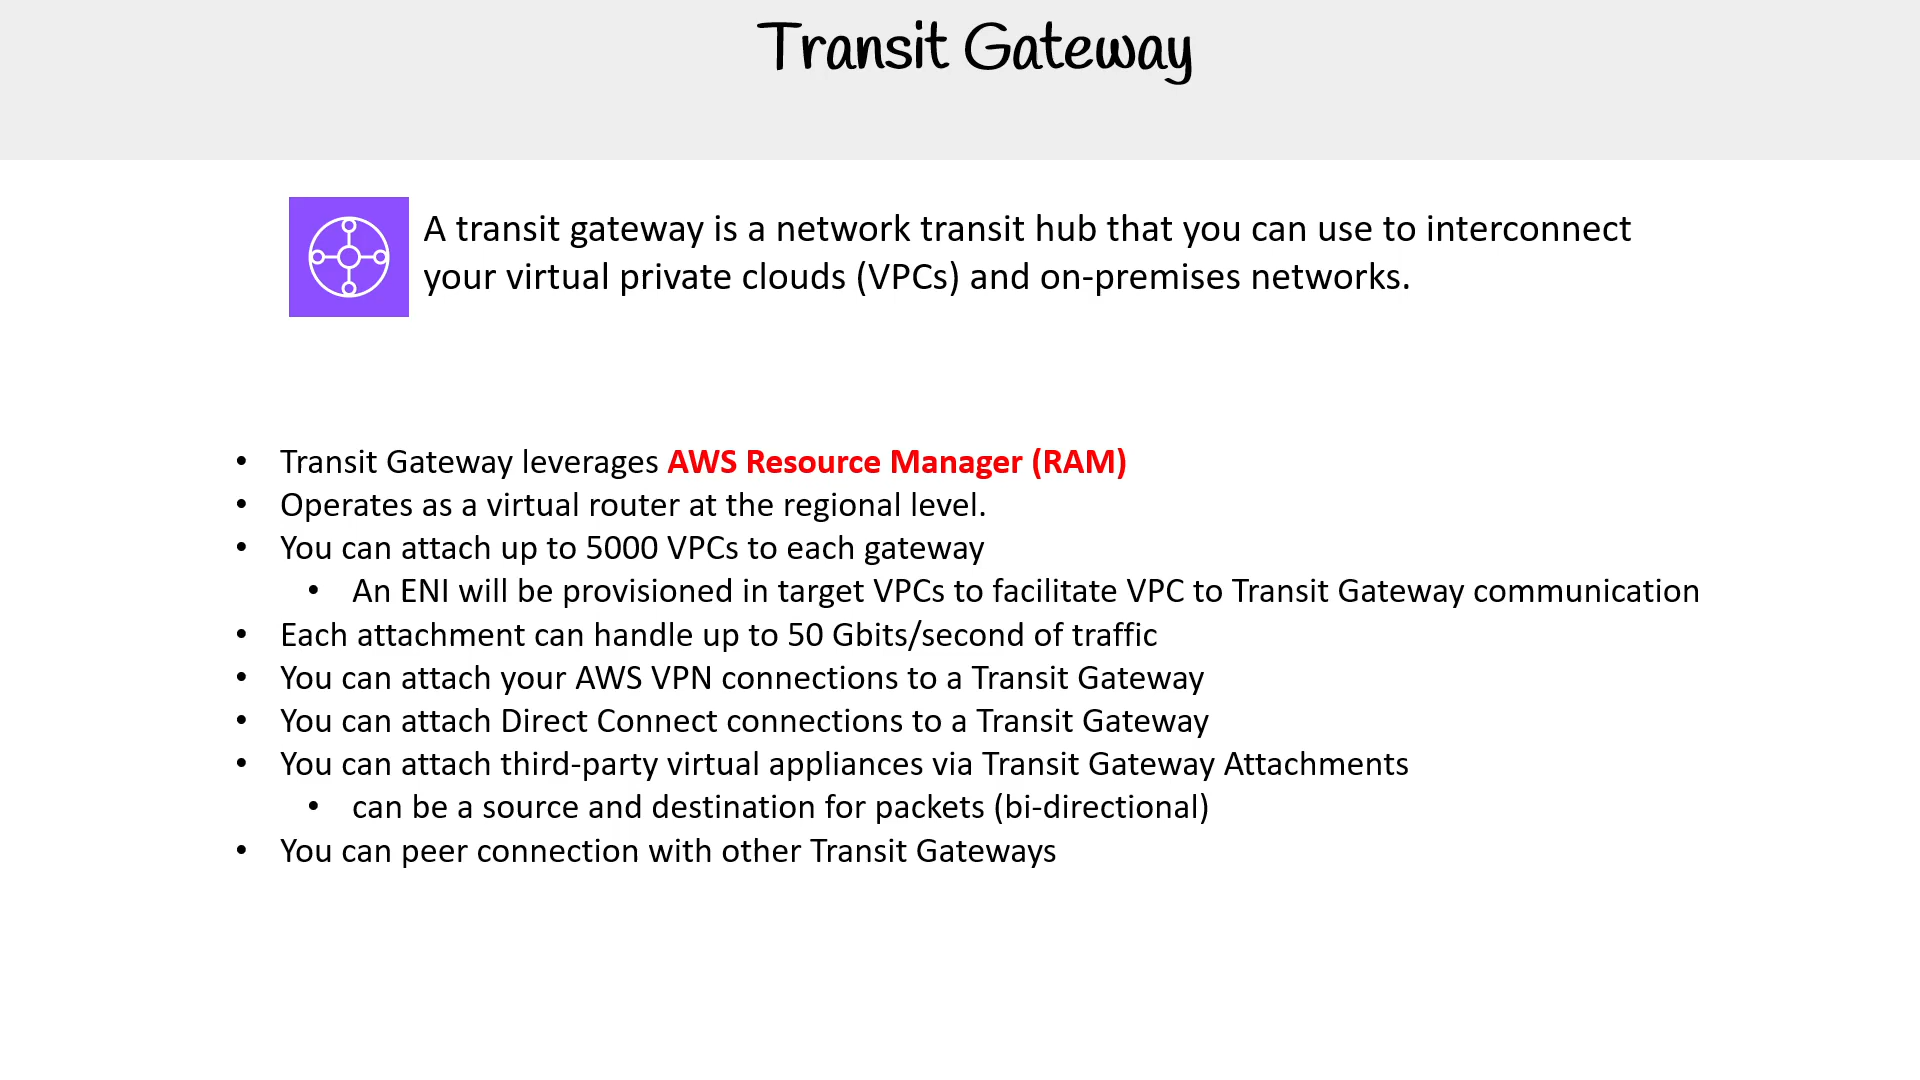 Transit Gateway
A transit gateway is a network transit hub that you can use to interconnect
your virtual private clouds (VPCs) and on-premises networks.
• Transit Gateway leverages AWS Resource Manager (RAM)
• Operates as a virtual router at the regional level.
• You can attach up to 5000 VPCs to each gateway
• An ENI will be provisioned in target VPCs to facilitate VPC to Transit Gateway communication
• Each attachment can handle up to 50 Gbits/second of traffic
• You can attach your AWS VPN connections to a Transit Gateway
• You can attach Direct Connect connections to a Transit Gateway
• You can attach third-party virtual appliances via Transit Gateway Attachments
• can be a source and destination for packets (bi-directional)
• You can peer connection with other Transit Gateways